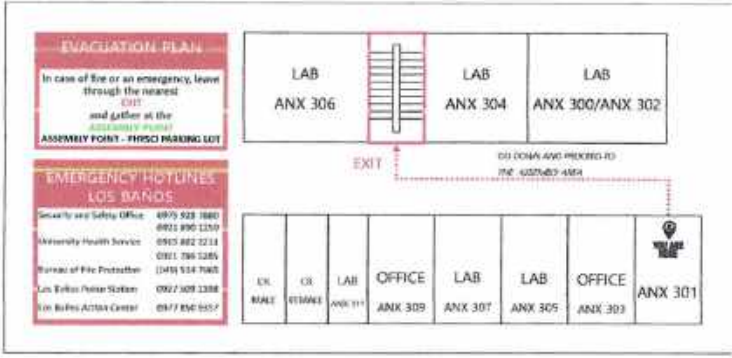 EVACUATION PLAN
In case of fire or an emergency, leave
through the nearest
EXIT
and gather at the
ASSEMBLY POINT
ASSEMBLY POINT - PHYSCI PARKING LOT
EMERGENCY HOTLINES
LOS BAÑOS
Security and Safety Office
University Health Service
Bureau of Fire Protection
Los Baños Police Station
Los Baños Action Center
LAB
ANX 306
LAB
ANX 304
LAB
ANX 300/ANX 302
EXIT
GO DOWN AND PROCEED TO
THE ASSEMBLY AREA
CR
MALE
CR
FEMALE
LAB
ANX 311
OFFICE
ANX 309
LAB
ANX 307
LAB
ANX 305
OFFICE
ANX 303
YOU ARE
HERE
ANX 301